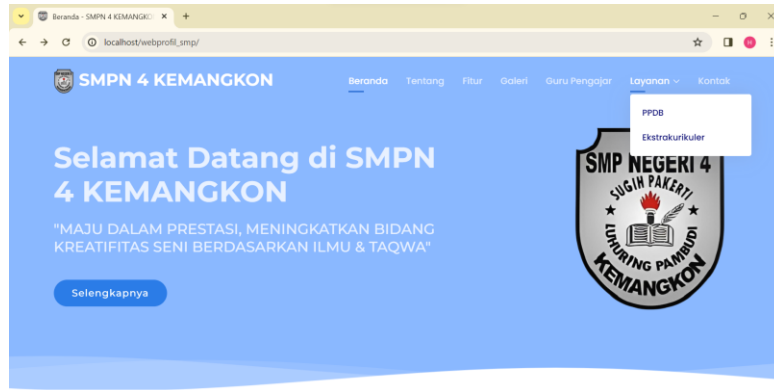 Beranda - SMPN 4 KEMANGKO
localhost/webprofil_smp/
SMPN 4 KEMANGKON
Beranda Tentang Fitur Galeri Guru Pengajar Layanan Kontak
PPDB
Ekstrakurikuler
Selamat Datang di SMPN
4 KEMANGKON
"MAJU DALAM PRESTASI, MENINGKATKAN BIDANG
KREATIFITAS SENI BERDASARKAN ILMU & TAQWA"
Selengkapnya
SMP NEGERI 4
SUGIH PAKERTI
LUHURING PAMBUDI
KEMANGKON